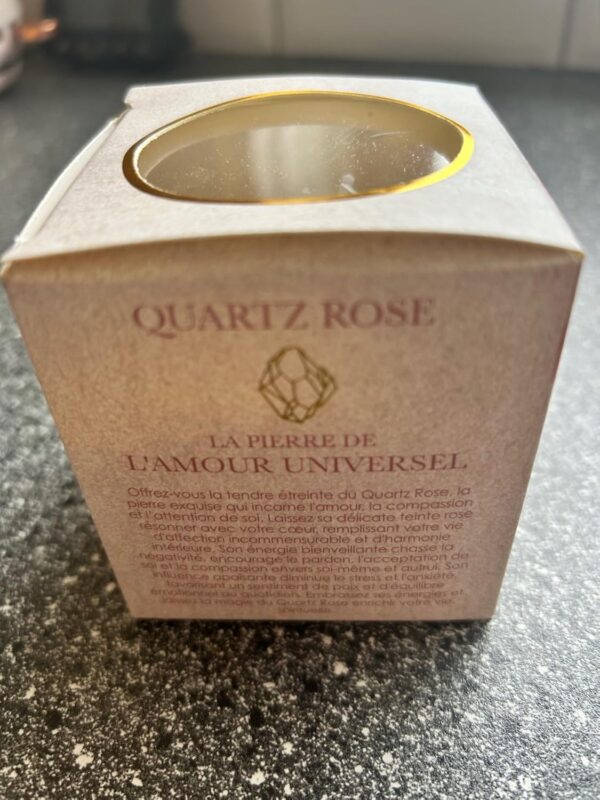 QUARTZ ROSE
LA PIERRE DE
L'AMOUR UNIVERSEL
Offrez-vous la tendre étreinte du Quartz Rose, la
pierre exquise qui incarne l'amour, la compassion
et l'attention de soi. Laissez sa délicate teinte rose
résonner avec votre cœur, remplissant votre vie
d'affection incommensurable et d'harmonie
intérieure. Son énergie bienveillante chasse la
négativité, encourage le pardon, l'acceptation de
soi et la compassion envers soi-même et autrui. Son
influence apaisante diminue le stress et l'anxiété,
favorisant un sentiment de paix et d'équilibre
émotionnel au quotidien. Embrassez ses énergies et
laissez la magie du Quartz Rose enrichir votre vie
spirituelle.